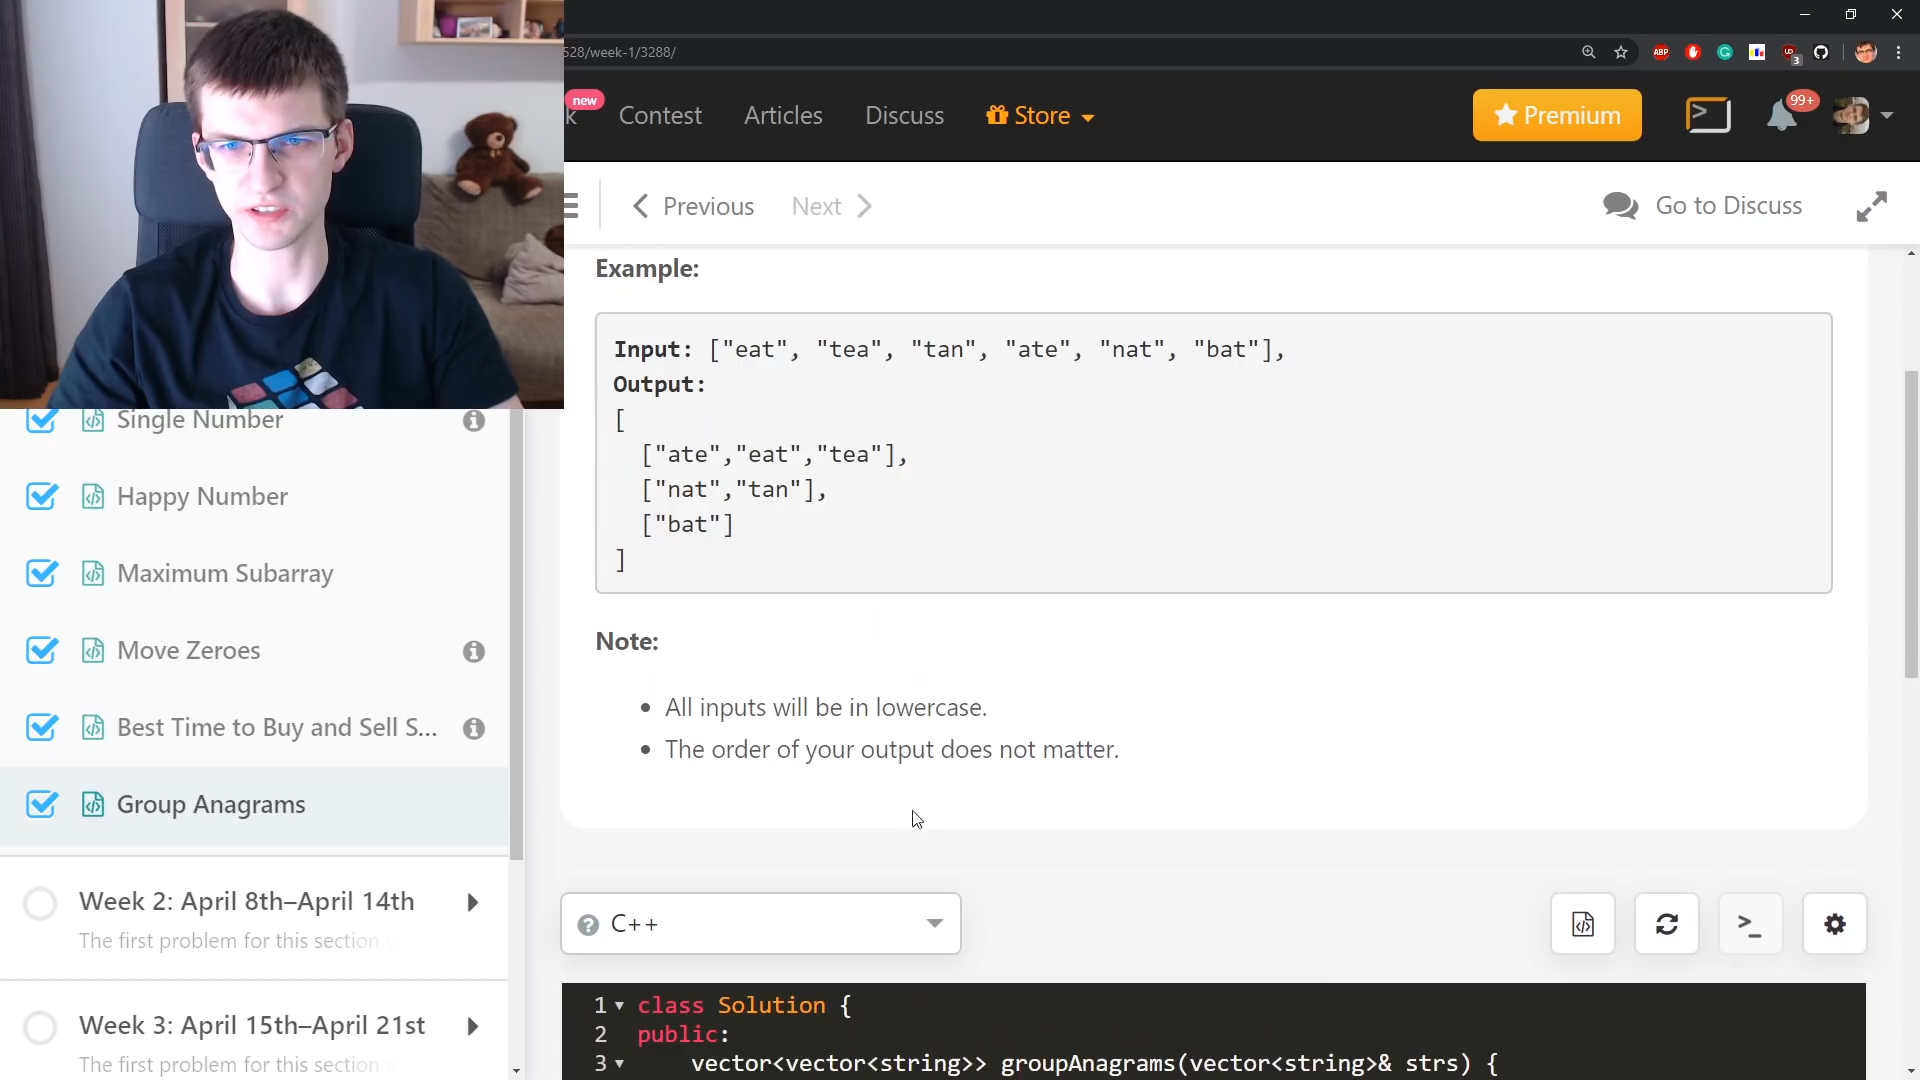 528/week-1/3288/
ABP
3
new
k
Contest
Articles
Discuss
Store
Premium
99+
Previous
Next
Go to Discuss
Example:
Input: ["eat", "tea", "tan", "ate", "nat", "bat"],
Output:
[
["ate","eat","tea"],
["nat","tan"],
["bat"]
]
Note:
All inputs will be in lowercase.
The order of your output does not matter.
Single Number
Happy Number
Maximum Subarray
Move Zeroes
Best Time to Buy and Sell S...
Group Anagrams
Week 2: April 8th–April 14th
The first problem for this section
Week 3: April 15th–April 21st
The first problem for this section
C++
1 class Solution {
2 public:
3 vector<vector<string>> groupAnagrams(vector<string>& strs) {